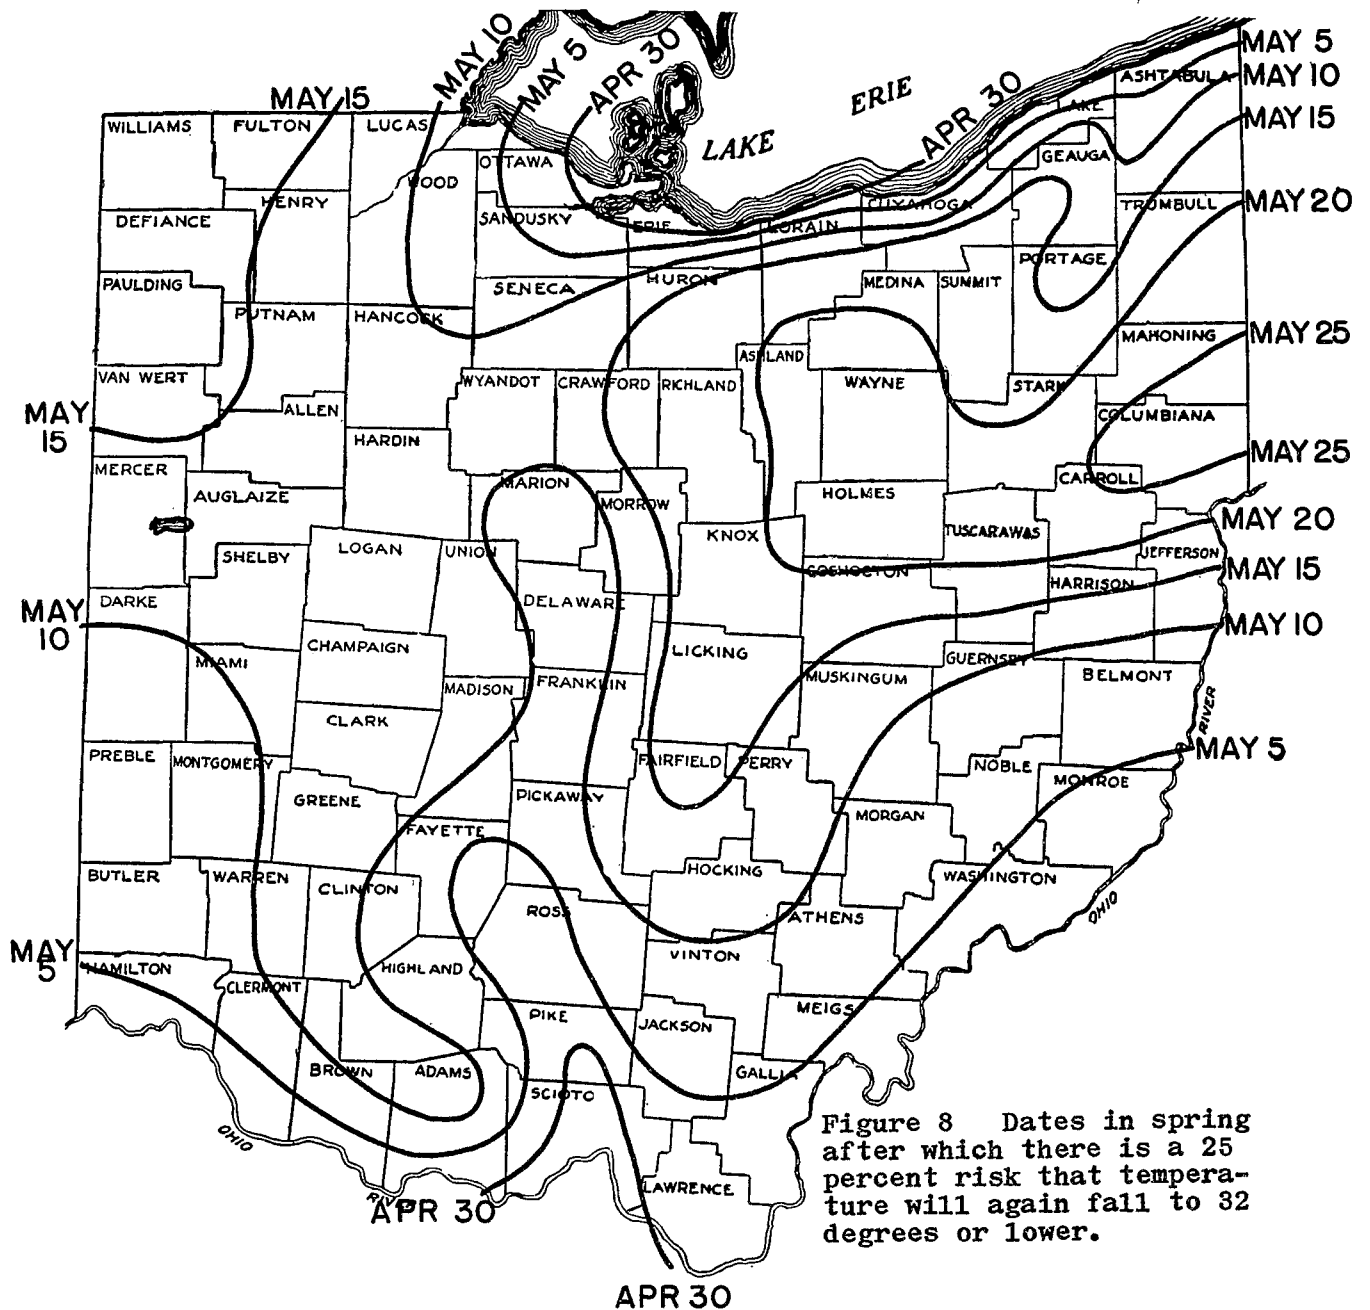 MAY 10
MAY 5
APR 30
MAY 15
LAKE ERIE
APR 30
MAY 5
MAY 10
MAY 15
MAY 20
MAY 25
MAY 25
MAY 20
MAY 15
MAY 10
MAY 5
MAY
15
MAY
10
MAY
5
APR 30
APR 30
WILLIAMS
FULTON
LUCAS
OTTAWA
WOOD
HENRY
SANDUSKY
ERIE
LORAIN
CUYAHOGA
LAKE
ASHTABULA
GEAUGA
TRUMBULL
DEFIANCE
PAULDING
PUTNAM
HANCOCK
SENECA
HURON
MEDINA
SUMMIT
PORTAGE
MAHONING
VAN WERT
ALLEN
WYANDOT
CRAWFORD
RICHLAND
ASHLAND
WAYNE
STARK
COLUMBIANA
HARDIN
MERCER
AUGLAIZE
MARION
MORROW
HOLMES
CARROLL
KNOX
TUSCARAWAS
JEFFERSON
SHELBY
LOGAN
UNION
DELAWARE
COSHOCTON
HARRISON
DARKE
MIAMI
CHAMPAIGN
LICKING
GUERNSEY
BELMONT
MADISON
FRANKLIN
MUSKINGUM
CLARK
RIVER
PREBLE
MONTGOMERY
GREENE
PICKAWAY
FAIRFIELD
PERRY
NOBLE
MONROE
FAYETTE
MORGAN
BUTLER
WARREN
CLINTON
HOCKING
WASHINGTON
OHIO
ROSS
ATHENS
HAMILTON
CLERMONT
HIGHLAND
VINTON
PIKE
JACKSON
MEIGS
BROWN
ADAMS
SCIOTO
GALLIA
OHIO
RIVER
LAWRENCE
Figure 8 Dates in spring
after which there is a 25
percent risk that tempera-
ture will again fall to 32
degrees or lower.